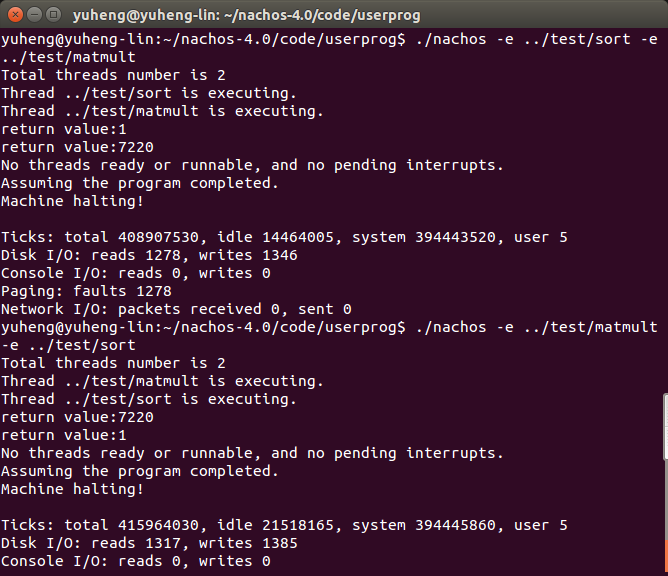 yuheng@yuheng-lin: ~/nachos-4.0/code/userprog
yuheng@yuheng-lin:~/nachos-4.0/code/userprog$ ./nachos -e ../test/sort -e
../test/matmult
Total threads number is 2
Thread ../test/sort is executing.
Thread ../test/matmult is executing.
return value:1
return value:7220
No threads ready or runnable, and no pending interrupts.
Assuming the program completed.
Machine halting!
Ticks: total 408907530, idle 14464005, system 394443520, user 5
Disk I/O: reads 1278, writes 1346
Console I/O: reads 0, writes 0
Paging: faults 1278
Network I/O: packets received 0, sent 0
yuheng@yuheng-lin:~/nachos-4.0/code/userprog$ ./nachos -e ../test/matmult
-e ../test/sort
Total threads number is 2
Thread ../test/matmult is executing.
Thread ../test/sort is executing.
return value:7220
return value:1
No threads ready or runnable, and no pending interrupts.
Assuming the program completed.
Machine halting!
Ticks: total 415964030, idle 21518165, system 394445860, user 5
Disk I/O: reads 1317, writes 1385
Console I/O: reads 0, writes 0